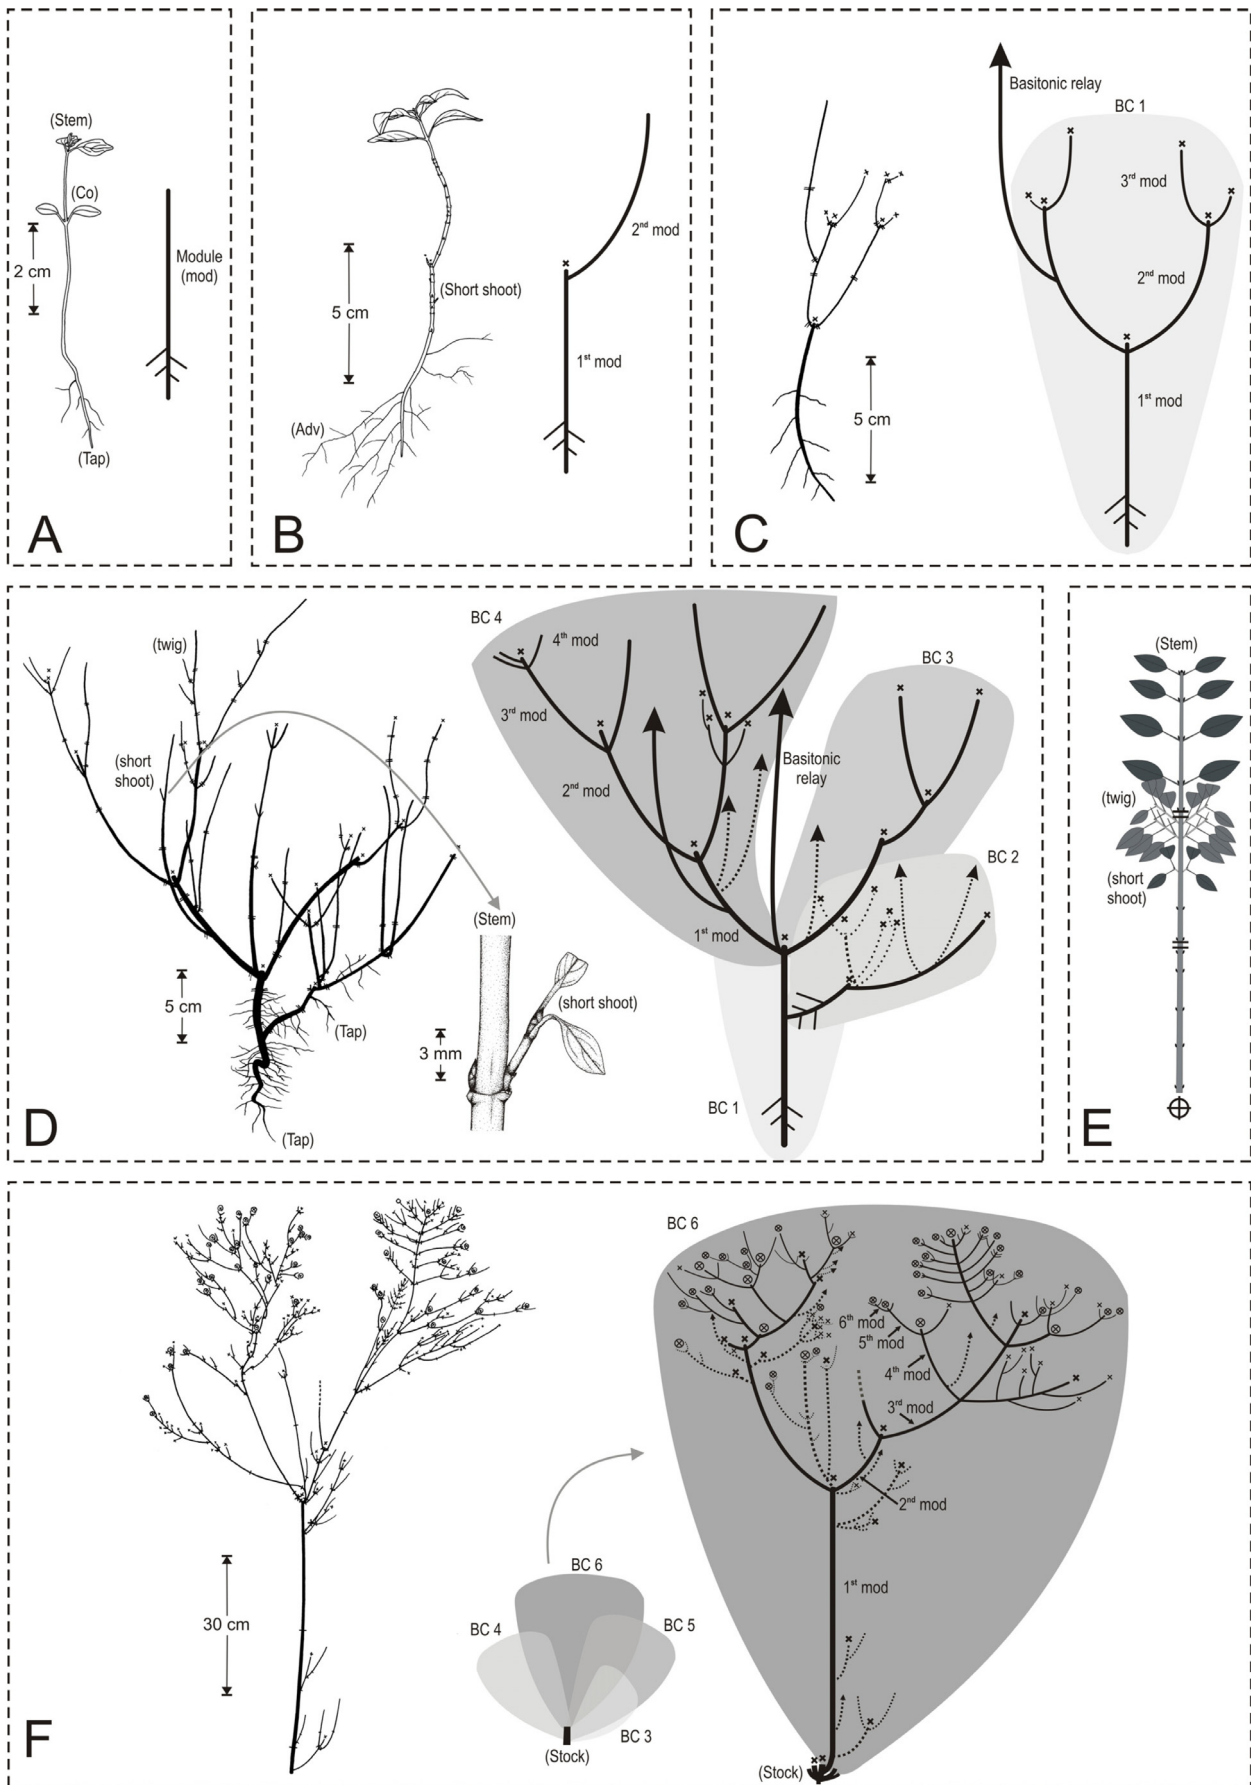 (Stem)
(Co)
2 cm
Module
(mod)
(Tap)
A
2nd mod
(Short shoot)
5 cm
1st mod
(Adv)
B
Basitonic relay
BC 1
3rd mod
2nd mod
5 cm
1st mod
C
BC 4
4th mod
(twig)
BC 3
3rd mod
(short
shoot)
Basitonic
relay
2nd mod
BC 2
(Stem)
1st mod
5 cm
(short shoot)
(Tap)
3 mm
BC 1
D
(Tap)
(Stem)
(twig)
(short
shoot)
E
BC 6
6th mod
5th mod
4th mod
3rd mod
2nd mod
BC 6
1st mod
30 cm
BC 4
BC 5
F
BC 3
(Stock)
(Stock)